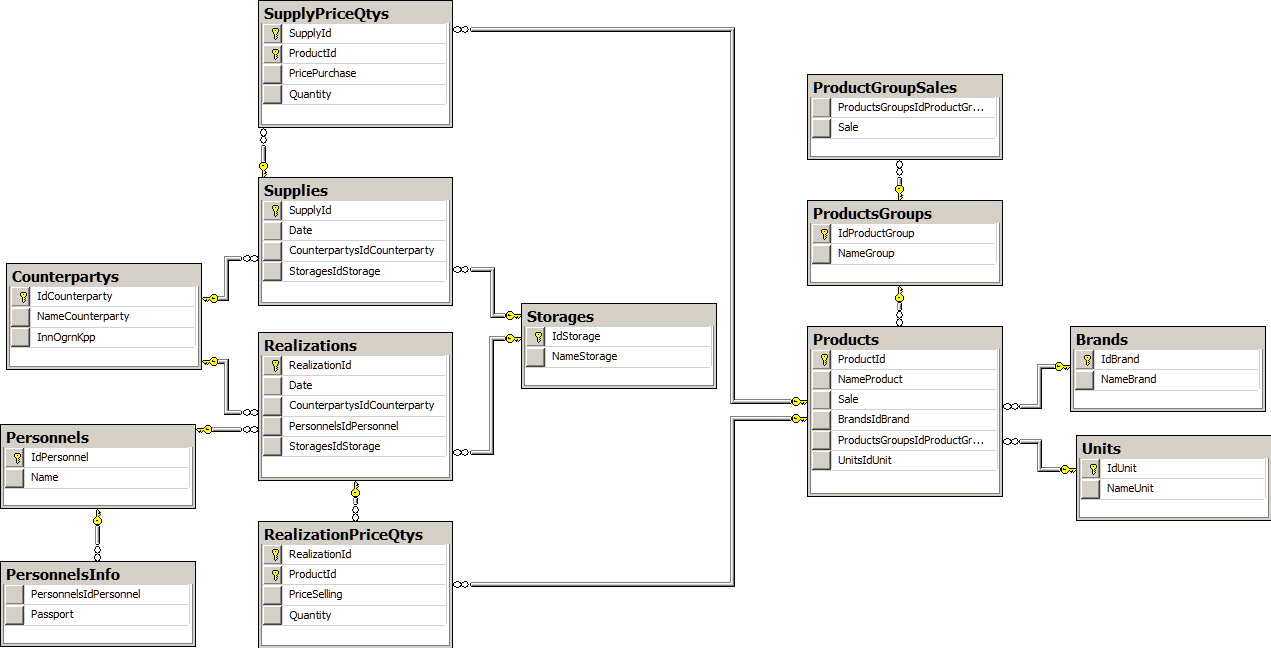 SupplyPriceQtys
SupplyId
ProductId
PricePurchase
Quantity
Supplies
SupplyId
Date
CounterpartysIdCounterparty
StoragesIdStorage
Counterpartys
IdCounterparty
NameCounterparty
InnOgrnKpp
Realizations
RealizationId
Date
CounterpartysIdCounterparty
PersonnelsIdPersonnel
StoragesIdStorage
Personnels
IdPersonnel
Name
PersonnelsInfo
PersonnelsIdPersonnel
Passport
RealizationPriceQtys
RealizationId
ProductId
PriceSelling
Quantity
Storages
IdStorage
NameStorage
ProductGroupSales
ProductsGroupsIdProductGr...
Sale
ProductsGroups
IdProductGroup
NameGroup
Products
ProductId
NameProduct
Sale
BrandsIdBrand
ProductsGroupsIdProductGr...
UnitsIdUnit
Brands
IdBrand
NameBrand
Units
IdUnit
NameUnit